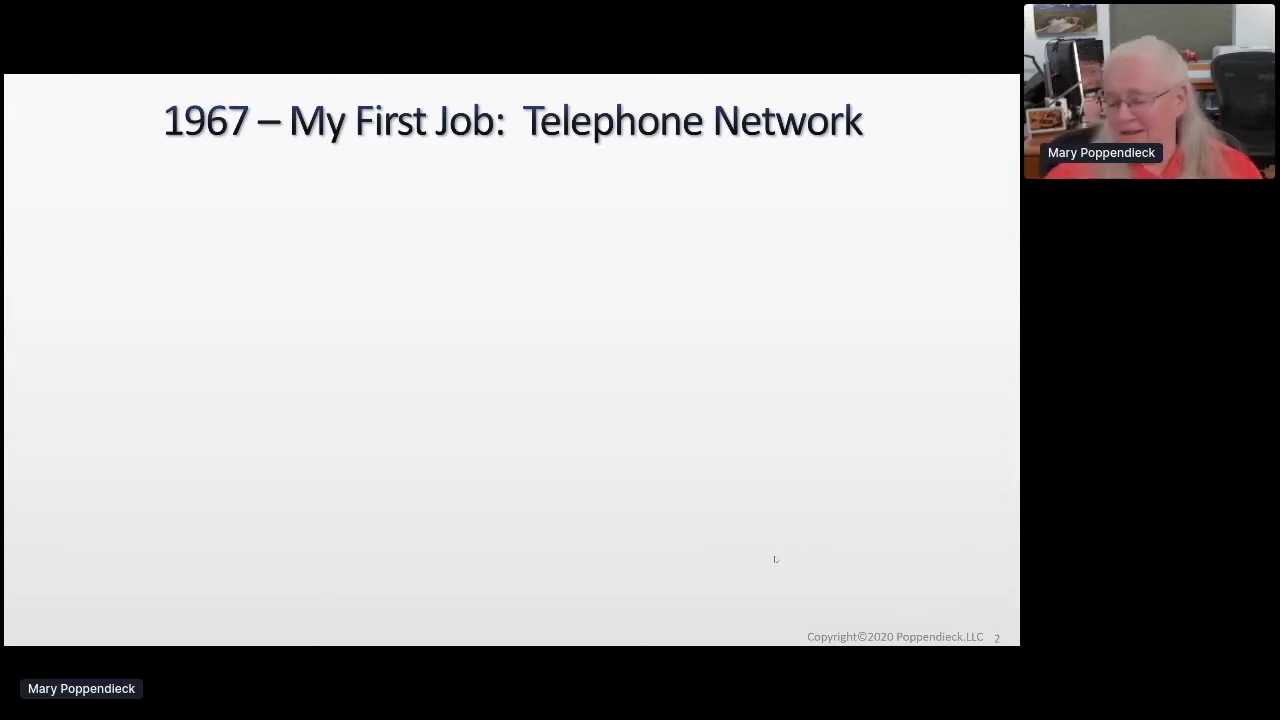 1967 – My First Job: Telephone Network
Mary Poppendieck
Copyright©2020 Poppendieck.LLC 2
Mary Poppendieck